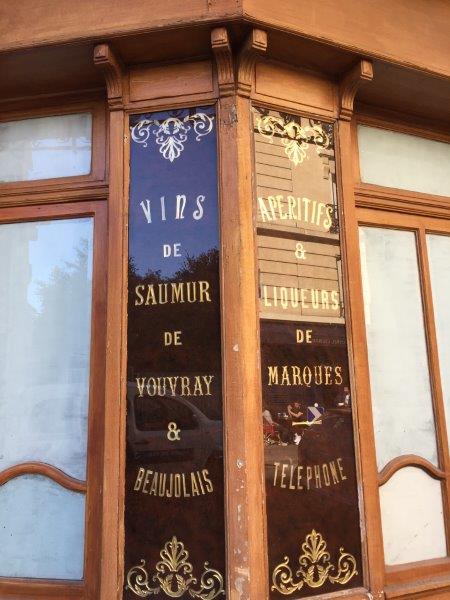 VINS
DE
SAUMUR
DE
VOUVRAY
&
BEAUJOLAIS
APERITIFS
&
LIQUEURS
DE
MARQUES
TELEPHONE